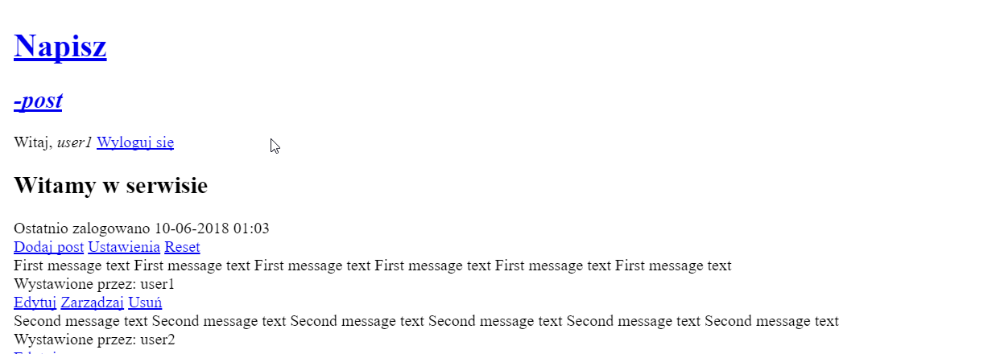 Napisz
-post
Witaj, user1 Wyloguj się
Witamy w serwisie
Ostatnio zalogowano 10-06-2018 01:03
Dodaj post Ustawienia Reset
First message text First message text First message text First message text First message text First message text
Wystawione przez: user1
Edytuj Zarządzaj Usuń
Second message text Second message text Second message text Second message text Second message text Second message text
Wystawione przez: user2